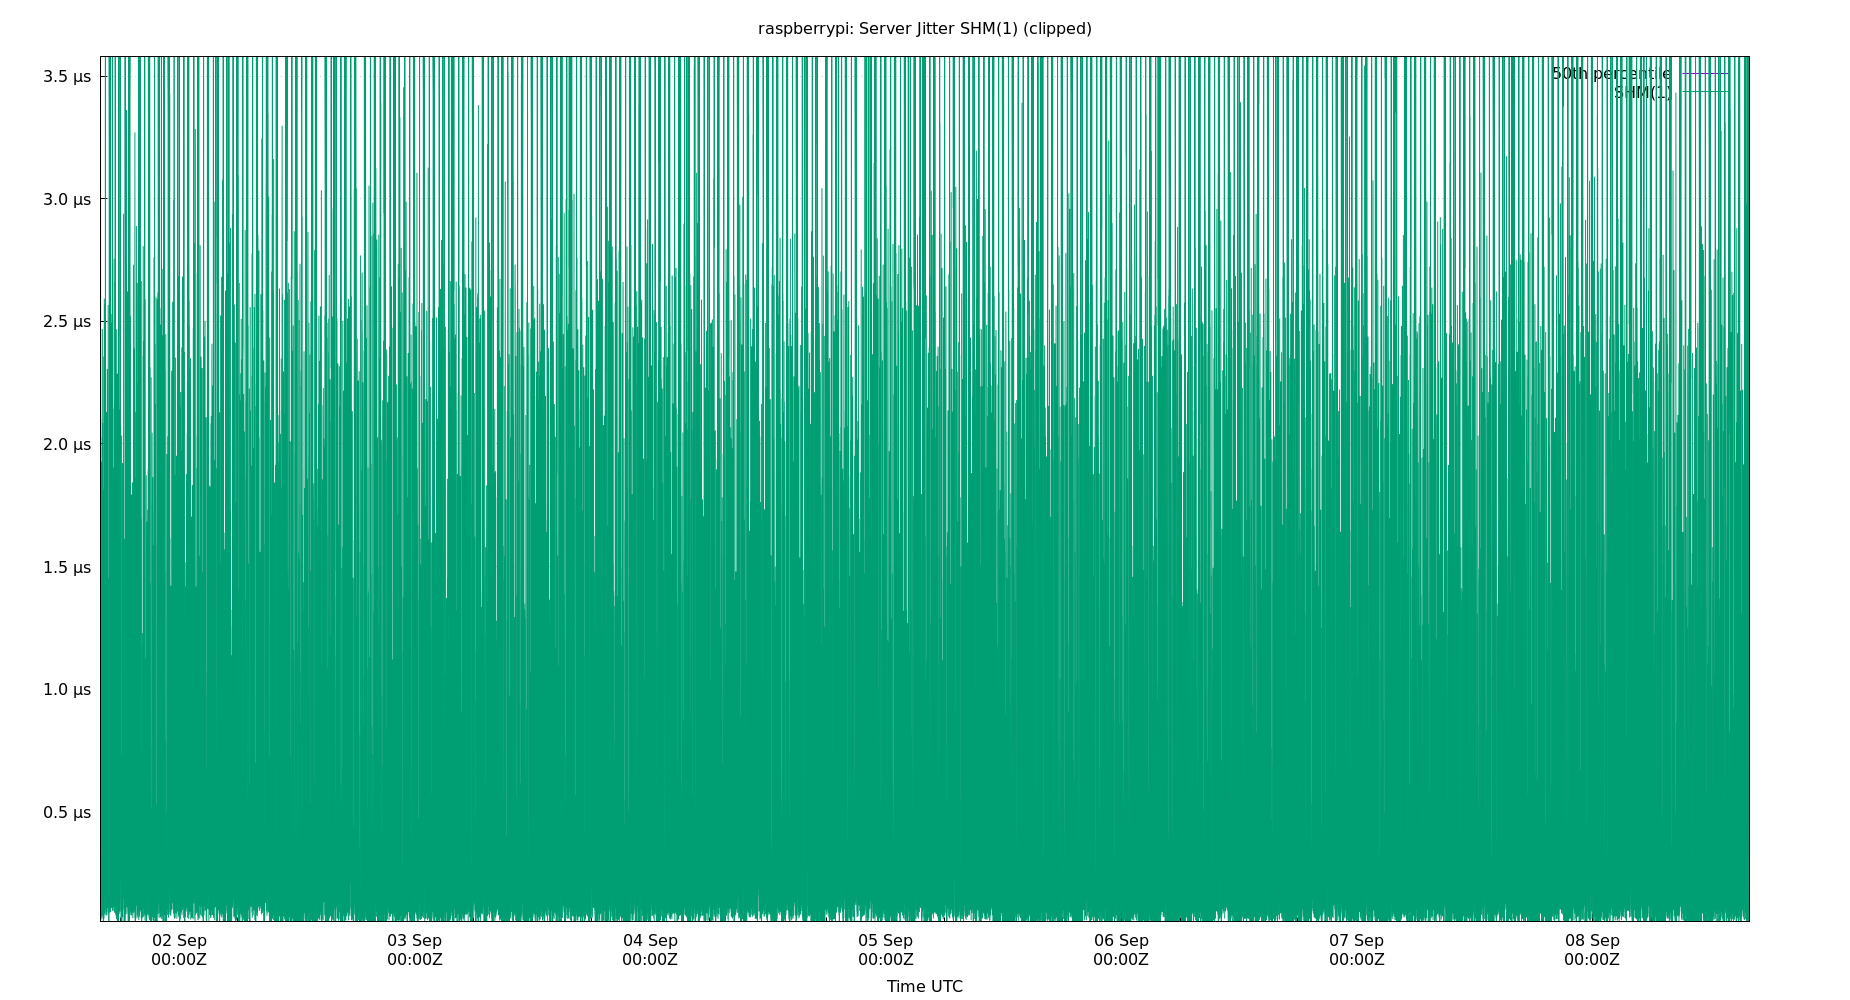 raspberrypi: Server Jitter SHM(1) (clipped)
3.5 µs
50th percentile
SHM(1)
3.0 µs
2.5 µs
2.0 µs
1.5 µs
1.0 µs
0.5 µs
02 Sep 03 Sep 04 Sep 05 Sep 06 Sep 07 Sep 08 Sep
00:00Z 00:00Z 00:00Z 00:00Z 00:00Z 00:00Z 00:00Z
Time UTC